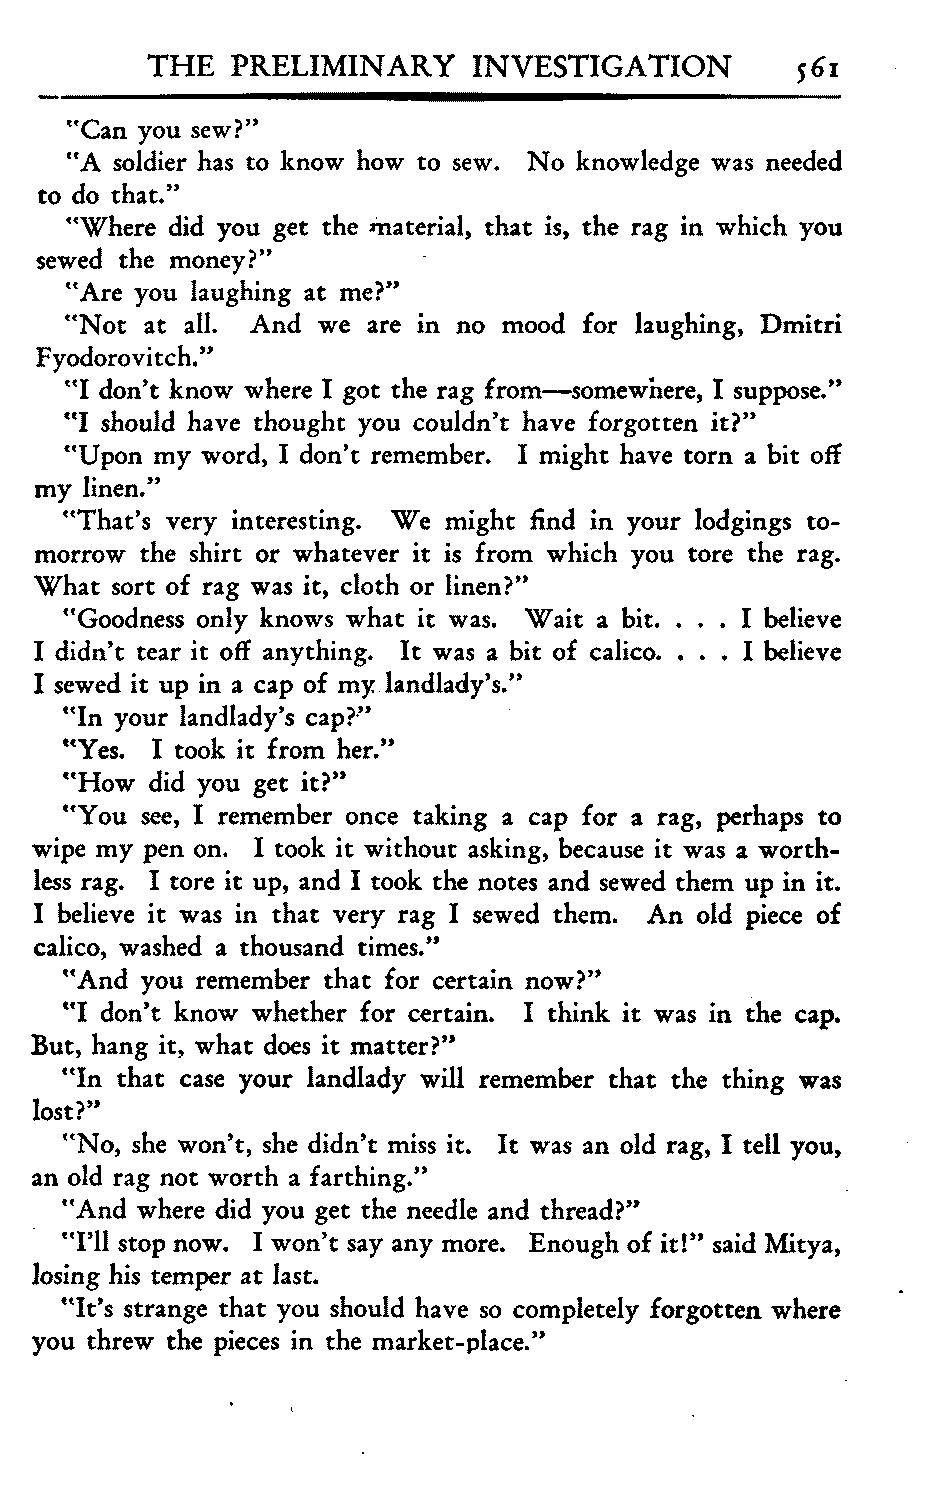 THE PRELIMINARY INVESTIGATION 561
"Can you sew?"
"A soldier has to know how to sew. No knowledge was needed
to do that."
"Where did you get the material, that is, the rag in which you
sewed the money?"
"Are you laughing at me?"
"Not at all. And we are in no mood for laughing, Dmitri
Fyodorovitch."
"I don't know where I got the rag from—somewhere, I suppose."
"I should have thought you couldn't have forgotten it?"
"Upon my word, I don't remember. I might have torn a bit off
my linen."
"That's very interesting. We might find in your lodgings to-
morrow the shirt or whatever it is from which you tore the rag.
What sort of rag was it, cloth or linen?"
"Goodness only knows what it was. Wait a bit. . . . I believe
I didn't tear it off anything. It was a bit of calico. . . . I believe
I sewed it up in a cap of my landlady's."
"In your landlady's cap?"
"Yes. I took it from her."
"How did you get it?"
"You see, I remember once taking a cap for a rag, perhaps to
wipe my pen on. I took it without asking, because it was a worth-
less rag. I tore it up, and I took the notes and sewed them up in it.
I believe it was in that very rag I sewed them. An old piece of
calico, washed a thousand times."
"And you remember that for certain now?"
"I don't know whether for certain. I think it was in the cap.
But, hang it, what does it matter?"
"In that case your landlady will remember that the thing was
lost?"
"No, she won't, she didn't miss it. It was an old rag, I tell you,
an old rag not worth a farthing."
"And where did you get the needle and thread?"
"I'll stop now. I won't say any more. Enough of it!" said Mitya,
losing his temper at last.
"It's strange that you should have so completely forgotten where
you threw the pieces in the market-place."